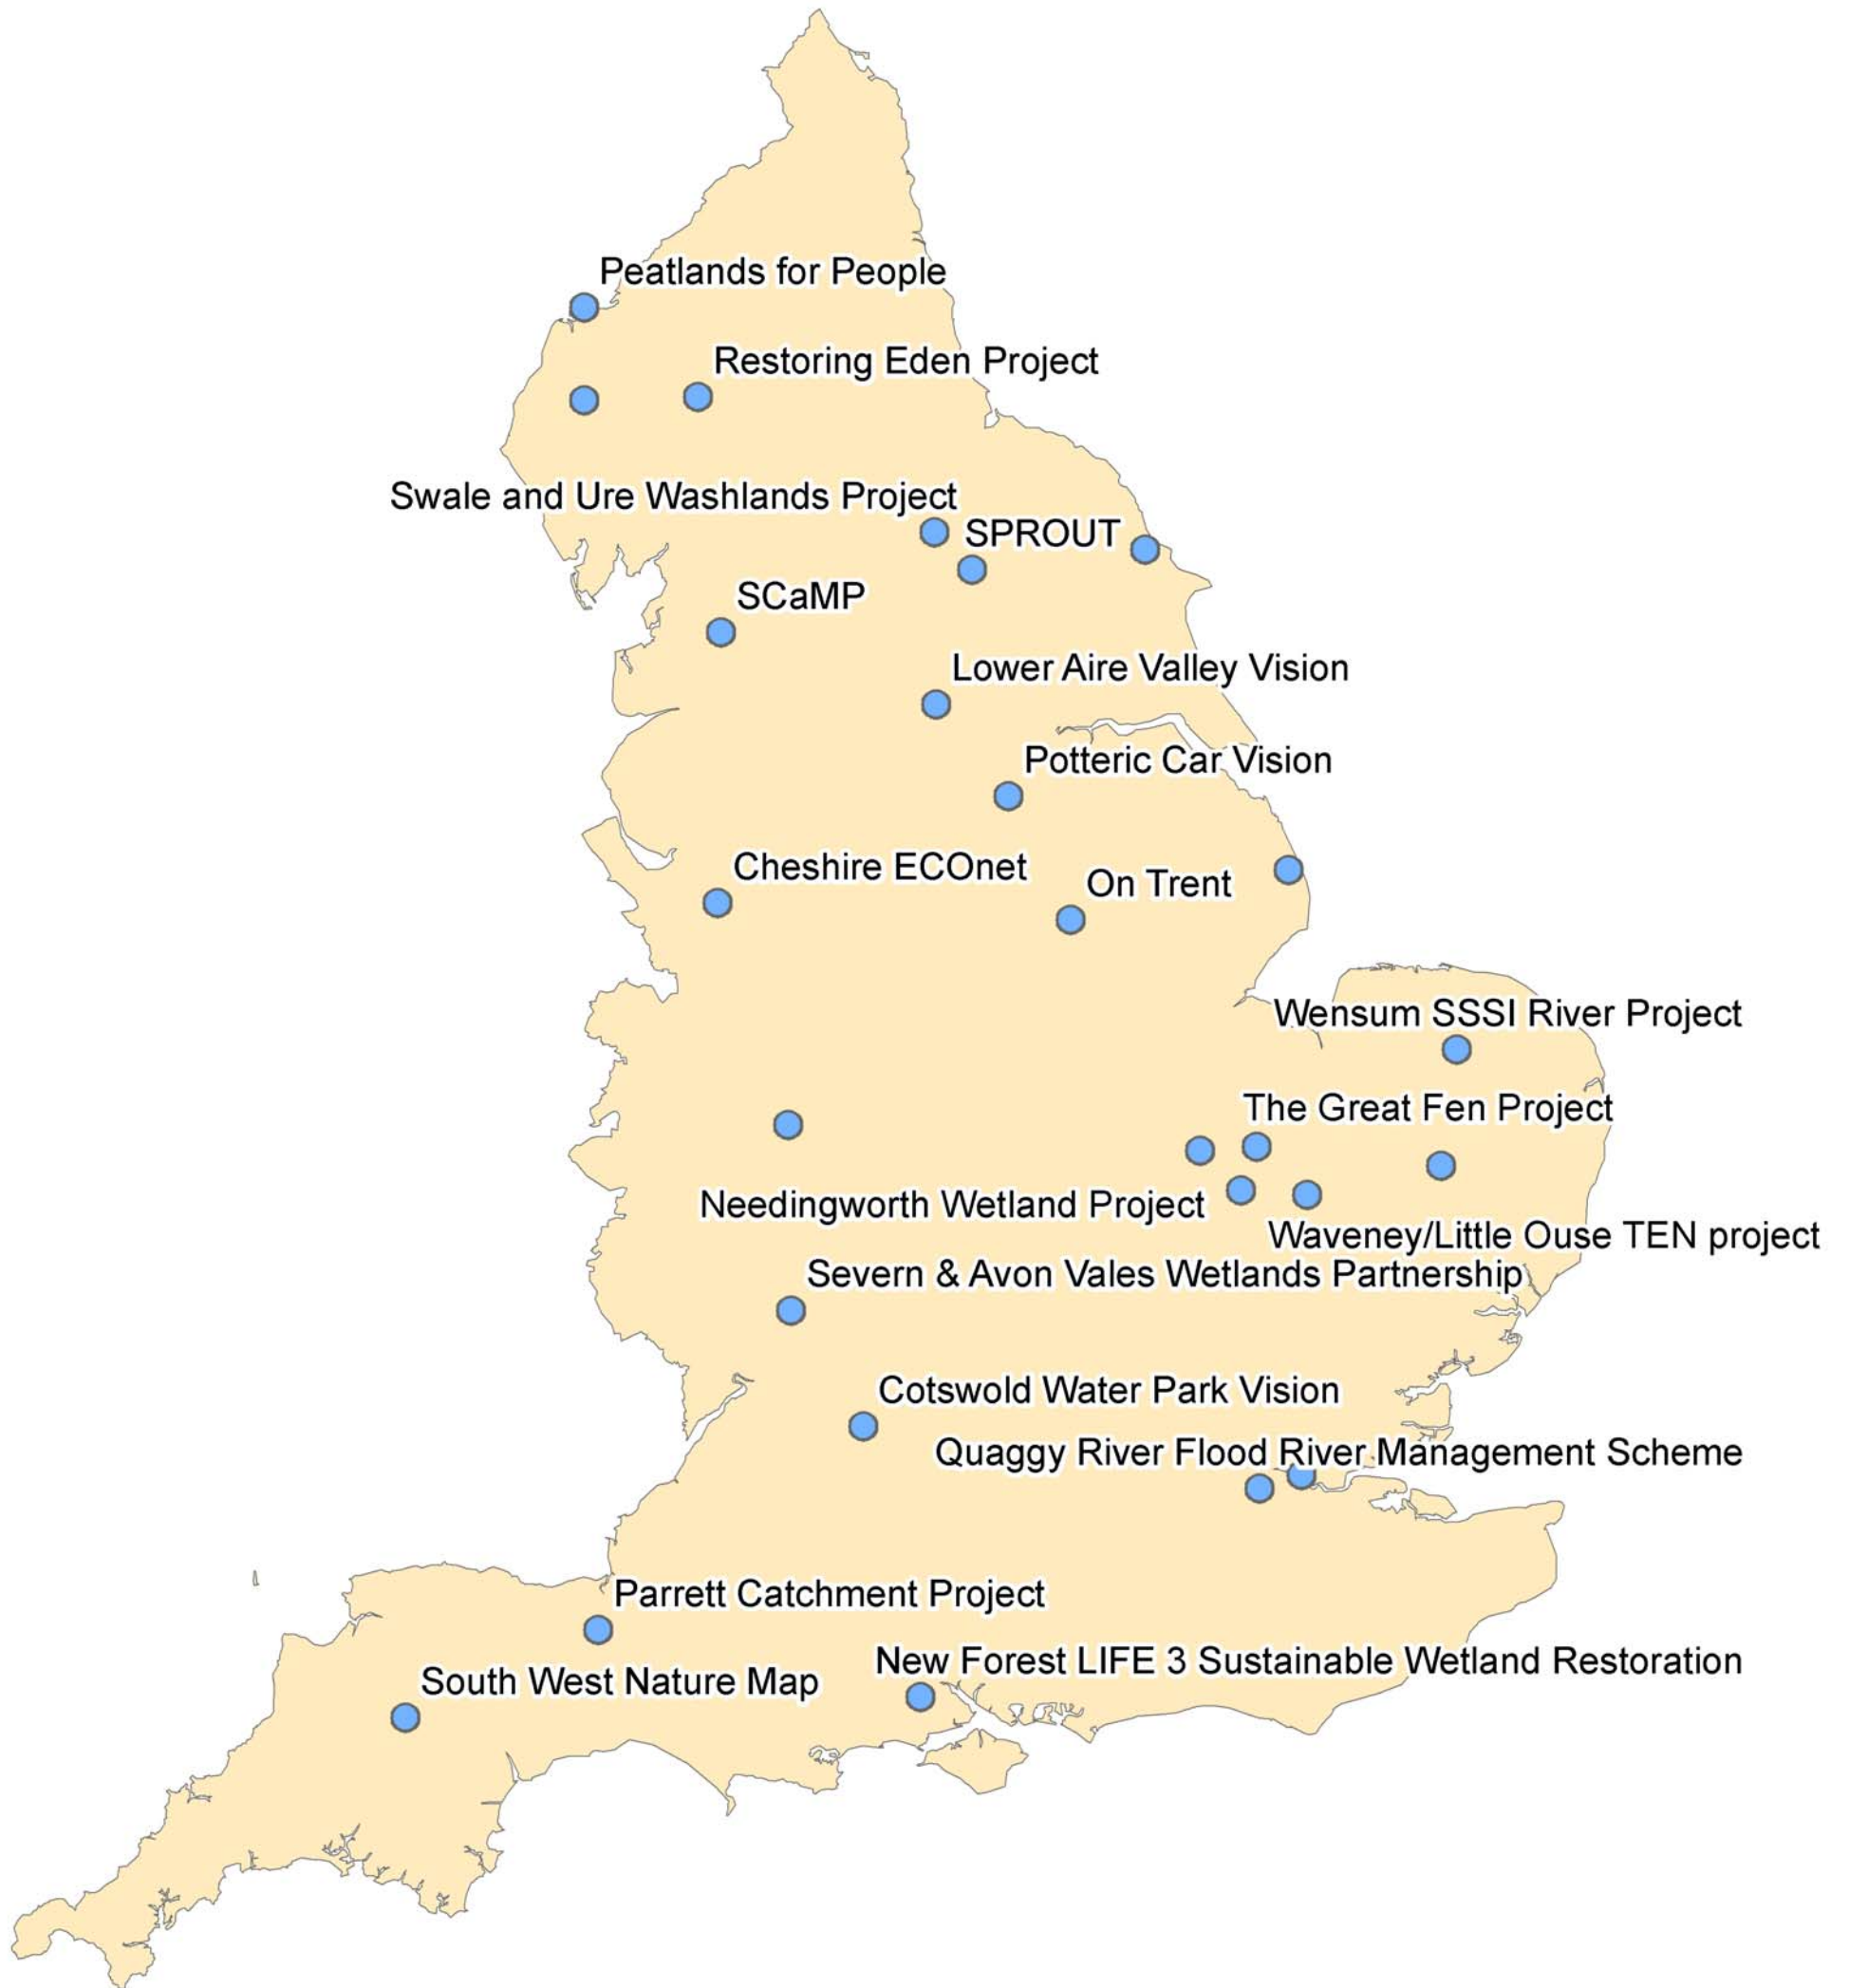 Peatlands for People
Restoring Eden Project
Swale and Ure Washlands Project
SPROUT
SCaMP
Lower Aire Valley Vision
Potteric Car Vision
Cheshire ECOnet
On Trent
Wensum SSSI River Project
The Great Fen Project
Needingworth Wetland Project
Waveney/Little Ouse TEN project
Severn & Avon Vales Wetlands Partnership
Cotswold Water Park Vision
Quaggy River Flood River Management Scheme
Parrett Catchment Project
New Forest LIFE 3 Sustainable Wetland Restoration
South West Nature Map